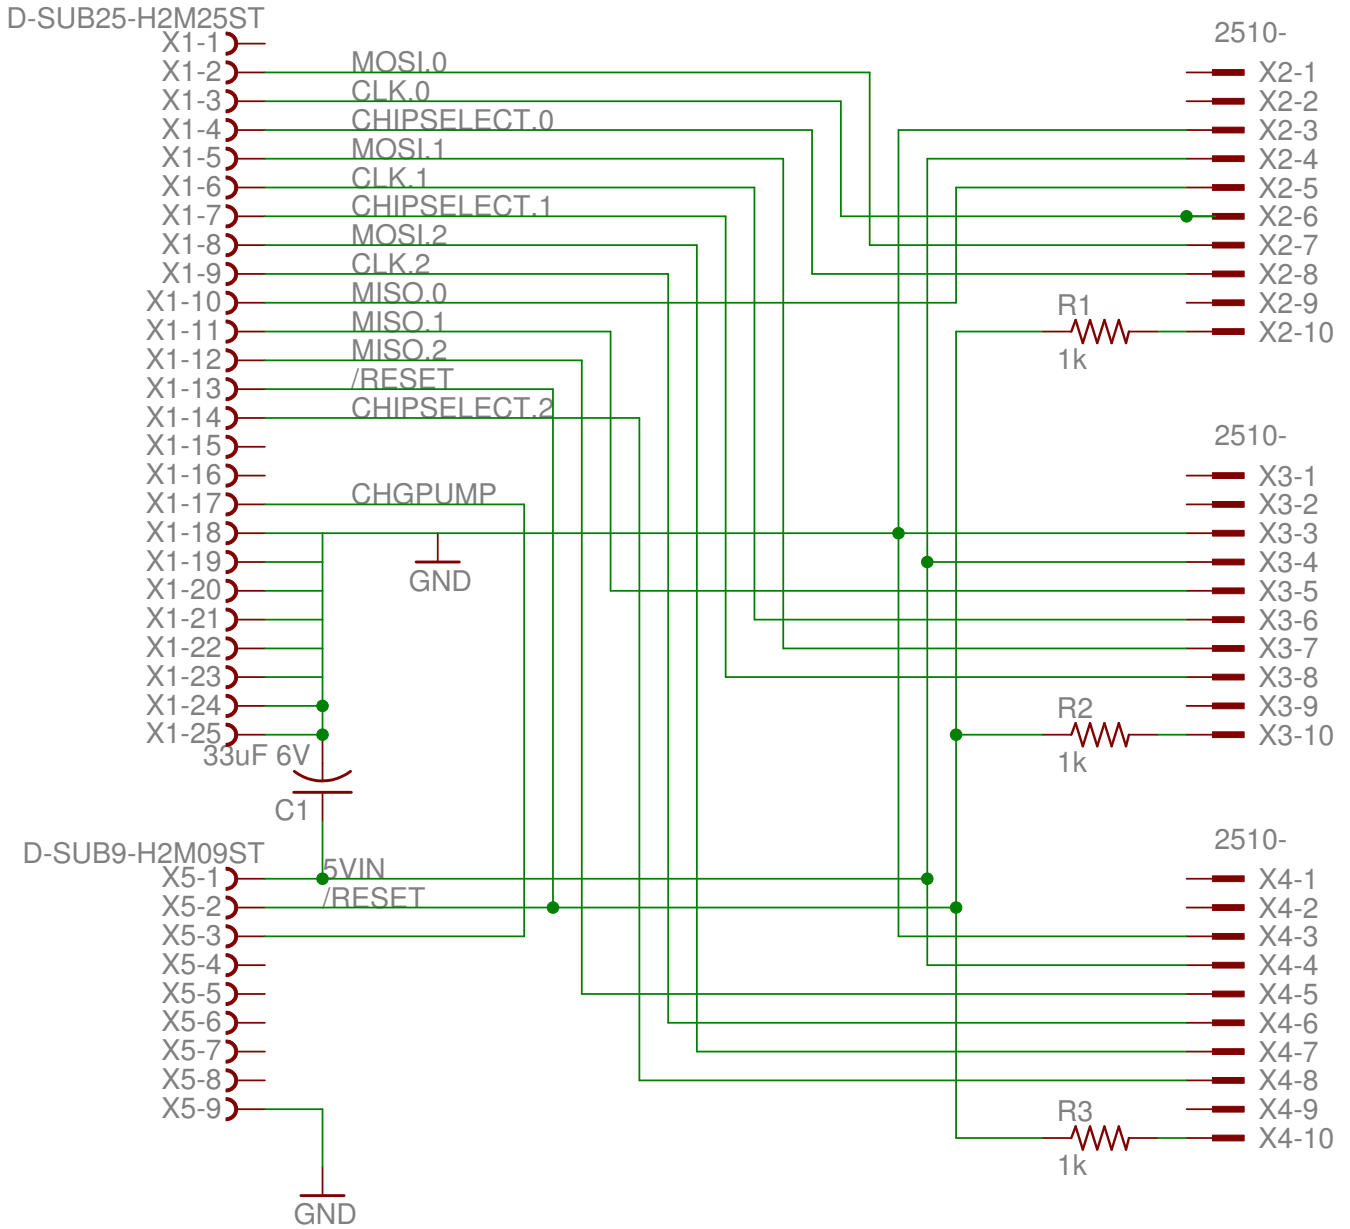 D-SUB25-H2M25ST
X1-1
X1-2 MOSI.0
X1-3 CLK.0
X1-4 CHIPSELECT.0
X1-5 MOSI.1
X1-6 CLK.1
X1-7 CHIPSELECT.1
X1-8 MOSI.2
X1-9 CLK.2
X1-10 MISO.0
X1-11 MISO.1
X1-12 MISO.2
X1-13 /RESET
X1-14 CHIPSELECT.2
X1-15
X1-16
X1-17 CHGPUMP
X1-18
X1-19
GND
X1-20
X1-21
X1-22
X1-23
X1-24
X1-25
33uF 6V
C1
D-SUB9-H2M09ST
X5-1 5VIN
X5-2 /RESET
X5-3
X5-4
X5-5
X5-6
X5-7
X5-8
X5-9
GND
2510-
X2-1
X2-2
X2-3
X2-4
X2-5
X2-6
X2-7
X2-8
X2-9
R1
X2-10
1k
2510-
X3-1
X3-2
X3-3
X3-4
X3-5
X3-6
X3-7
X3-8
X3-9
R2
X3-10
1k
2510-
X4-1
X4-2
X4-3
X4-4
X4-5
X4-6
X4-7
X4-8
X4-9
R3
X4-10
1k